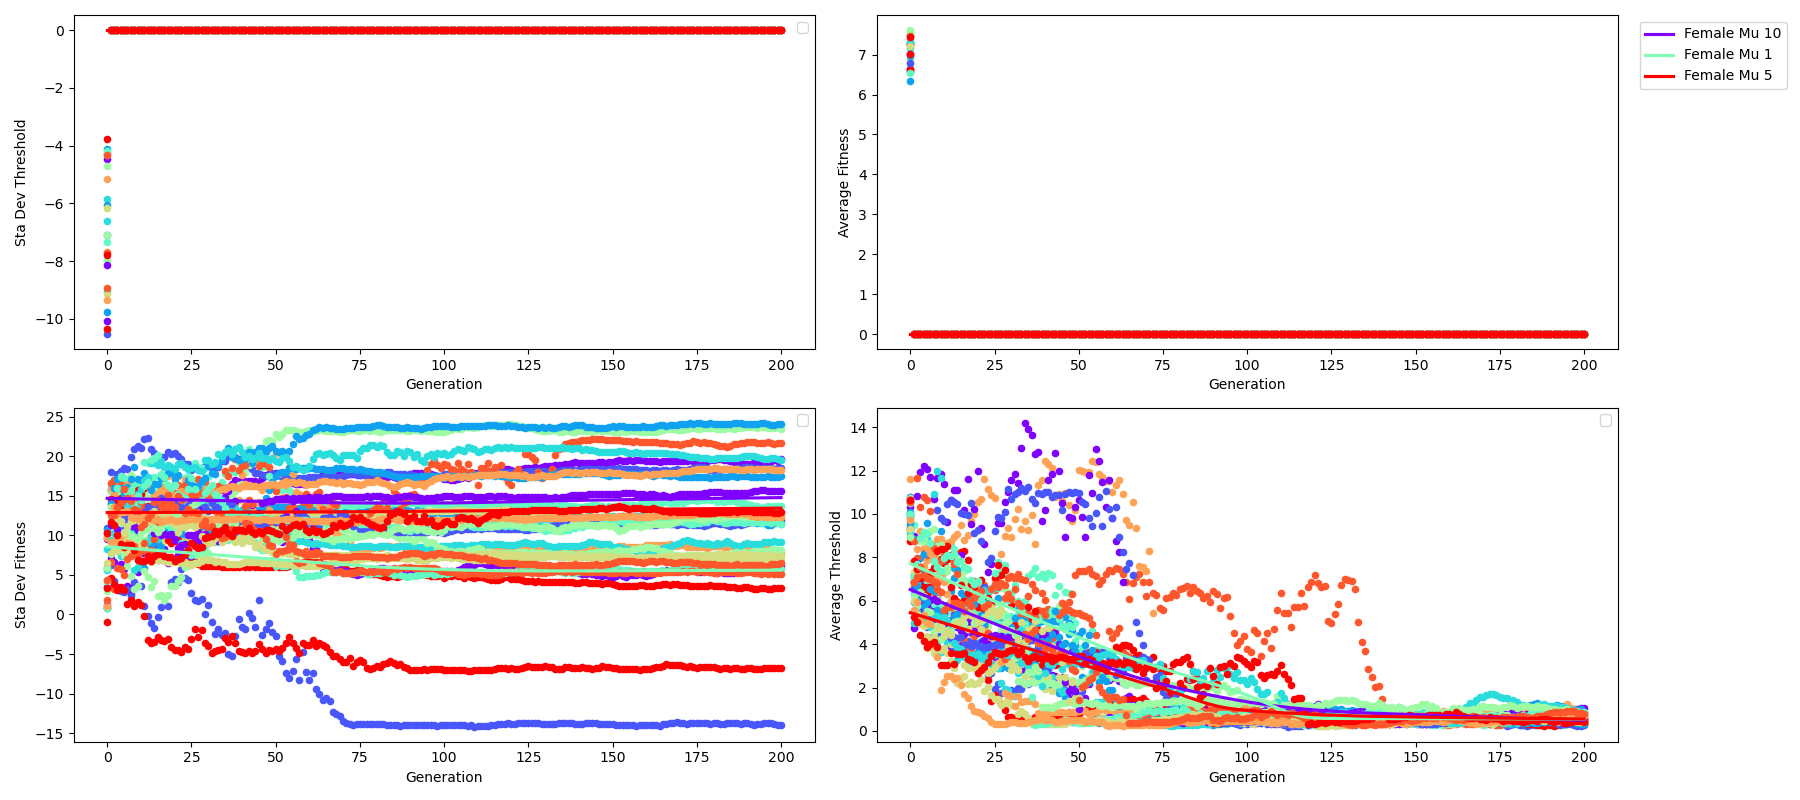 0
−2
−4
−6
−8
−10
Sta Dev Threshold
0 25 50 75 100 125 150 175 200
Generation
7
6
5
4
3
2
1
0
Average Fitness
0 25 50 75 100 125 150 175 200
Generation
Female Mu 10
Female Mu 1
Female Mu 5
25
20
15
10
5
0
−5
−10
−15
Sta Dev Fitness
0 25 50 75 100 125 150 175 200
Generation
14
12
10
8
6
4
2
0
Average Threshold
0 25 50 75 100 125 150 175 200
Generation